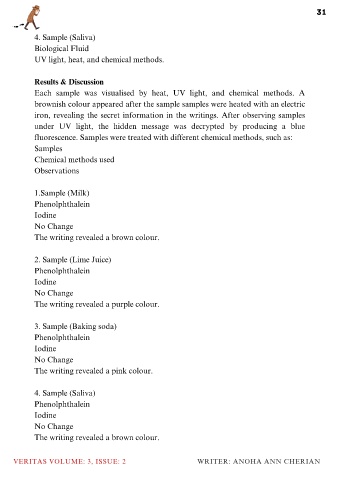 31
4. Sample (Saliva)
Biological Fluid
UV light, heat, and chemical methods.
Results & Discussion
Each sample was visualised by heat, UV light, and chemical methods. A
brownish colour appeared after the sample samples were heated with an electric
iron, revealing the secret information in the writings. After observing samples
under UV light, the hidden message was decrypted by producing a blue
fluorescence. Samples were treated with different chemical methods, such as:
Samples
Chemical methods used
Observations
1.Sample (Milk)
Phenolphthalein
Iodine
No Change
The writing revealed a brown colour.
2. Sample (Lime Juice)
Phenolphthalein
Iodine
No Change
The writing revealed a purple colour.
3. Sample (Baking soda)
Phenolphthalein
Iodine
No Change
The writing revealed a pink colour.
4. Sample (Saliva)
Phenolphthalein
Iodine
No Change
The writing revealed a brown colour.
VERITAS VOLUME: 3, ISSUE: 2 WRITER: ANOHA ANN CHERIAN